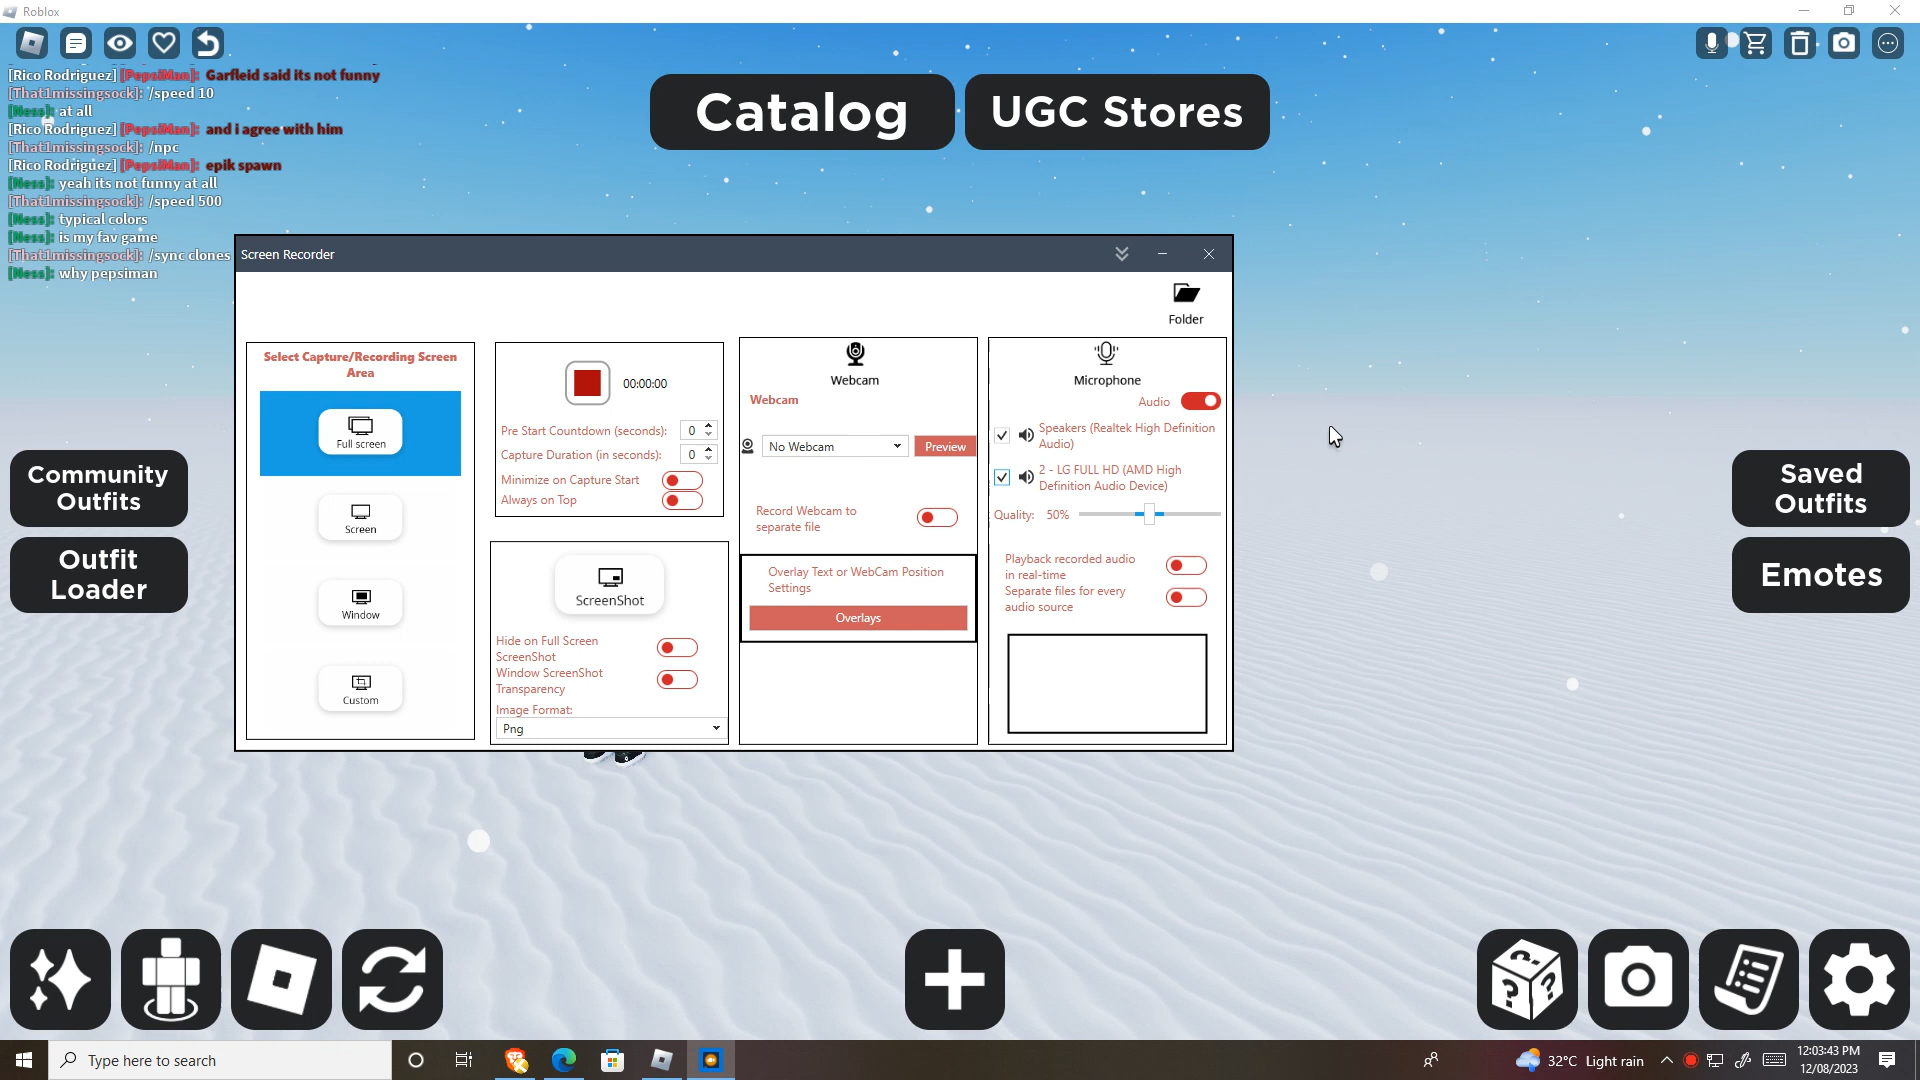 Roblox
[Rico Rodriguez] [PepsiMan]: Garfleid said its not funny
[That1missingsock]: /speed 10
[Ness]: at all
[Rico Rodriguez] [PepsiMan]: and i agree with him
[That1missingsock]: /npc
[Rico Rodriguez] [PepsiMan]: epik spawn
[Ness]: yeah its not funny at all
[That1missingsock]: /speed 500
[Ness]: typical colors
[Ness]: is my fav game
[That1missingsock]: /sync clones
[Ness]: why pepsiman
Catalog
UGC Stores
Screen Recorder
Folder
Select Capture/Recording Screen
Area
Full screen
Screen
Window
Custom
00:00:00
Pre Start Countdown (seconds): 0
Capture Duration (in seconds): 0
Minimize on Capture Start
Always on Top
ScreenShot
Hide on Full Screen
ScreenShot
Window ScreenShot
Transparency
Image Format:
Png
Webcam
Webcam
No Webcam
Preview
Record Webcam to
separate file
Overlay Text or WebCam Position
Settings
Overlays
Microphone
Audio
Speakers (Realtek High Definition
Audio)
2 - LG FULL HD (AMD High
Definition Audio Device)
Quality: 50%
Playback recorded audio
in real-time
Separate files for every
audio source
Community
Outfits
Outfit
Loader
Saved
Outfits
Emotes
Type here to search
32°C Light rain
12:03:43 PM
12/08/2023